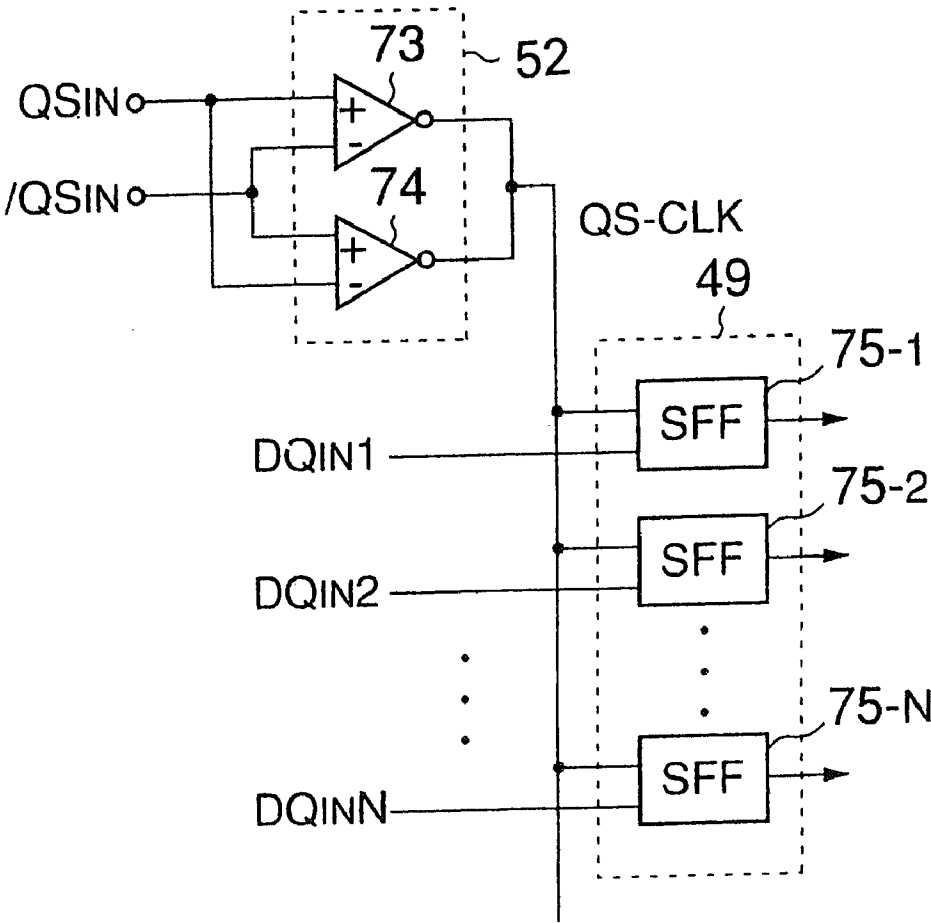 73
52
QSIN
+
-
/QSIN
74
+
-
QS-CLK
49
75-1
SFF
DQIN1
75-2
SFF
DQIN2
75-N
SFF
DQINN